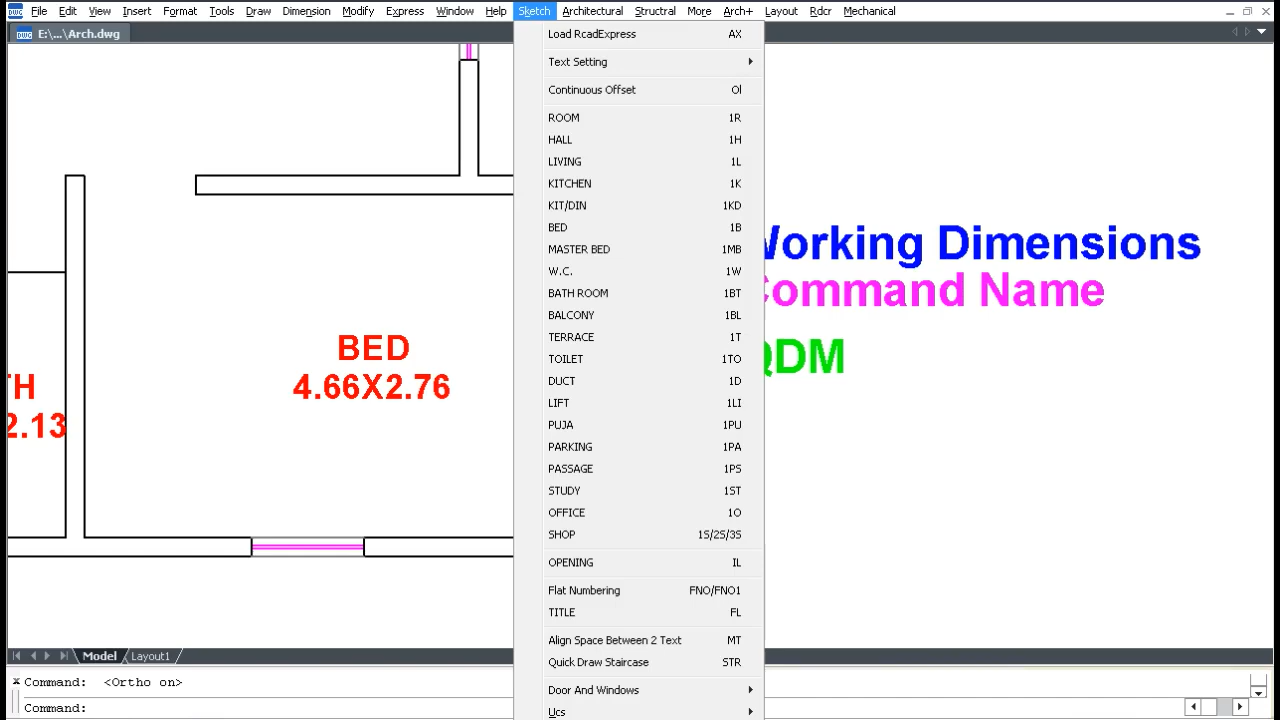 File Edit View Insert Format Tools Draw Dimension Modify Express Window Help Sketch Architectural Structral More Arch+ Layout Rdcr Mechanical
E:\...\Arch.dwg
Load RcadExpress AX
Text Setting
Continuous Offset OI
ROOM 1R
HALL 1H
LIVING 1L
KITCHEN 1K
KIT/DIN 1KD
BED 1B
MASTER BED 1MB
W.C. 1W
BATH ROOM 1BT
BALCONY 1BL
TERRACE 1T
TOILET 1TO
DUCT 1D
LIFT 1LI
PUJA 1PU
PARKING 1PA
PASSAGE 1PS
STUDY 1ST
OFFICE 1O
SHOP 1S/2S/3S
OPENING IL
Flat Numbering FNO/FNO1
TITLE FL
Align Space Between 2 Text MT
Quick Draw Staircase STR
Door And Windows
Ucs
TH
2.13
BED
4.66X2.76
Working Dimensions
Command Name
QDM
Model Layout1
Command: <Ortho on>
Command: